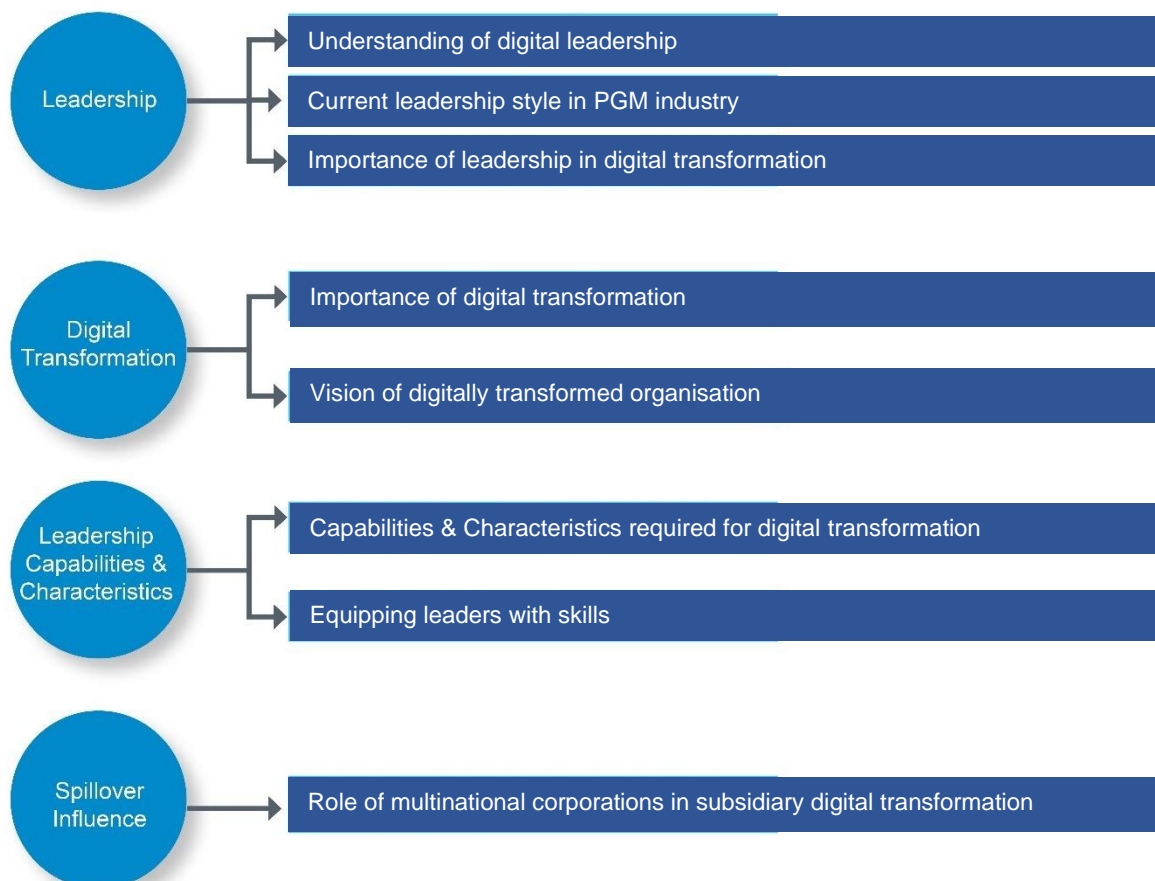 Leadership
Understanding of digital leadership
Current leadership style in PGM industry
Importance of leadership in digital transformation
Digital
Transformation
Importance of digital transformation
Vision of digitally transformed organisation
Leadership
Capabilities &
Characteristics
Capabilities & Characteristics required for digital transformation
Equipping leaders with skills
Spillover
Influence
Role of multinational corporations in subsidiary digital transformation